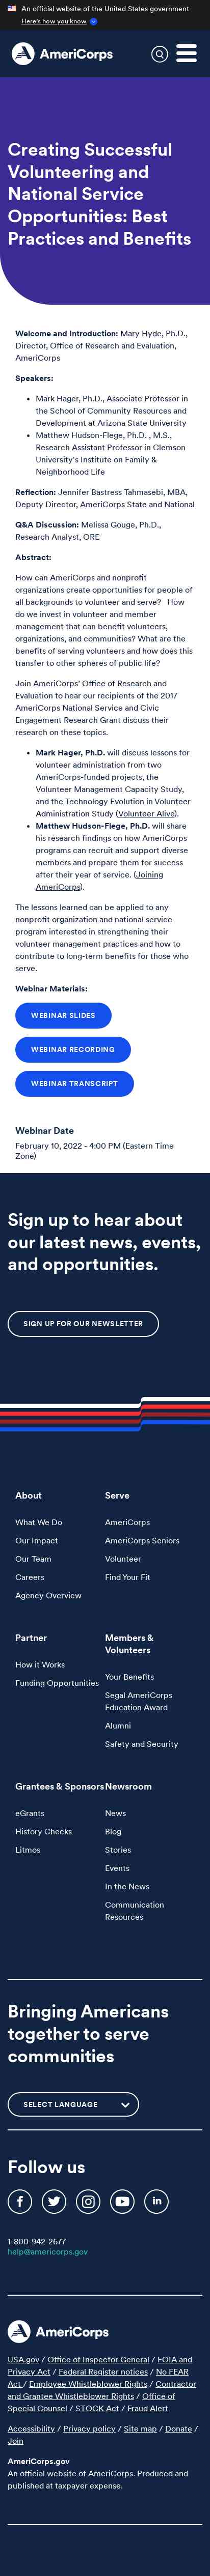 An official website of the United States government
Here's how you know
AmeriCorps
Creating Successful
Volunteering and
National Service
Opportunities: Best
Practices and Benefits
Welcome and Introduction: Mary Hyde, Ph.D.,
Director, Office of Research and Evaluation,
AmeriCorps
Speakers:
• Mark Hager, Ph.D., Associate Professor in
the School of Community Resources and
Development at Arizona State University
• Matthew Hudson-Flege, Ph.D. , M.S.,
Research Assistant Professor in Clemson
University's Institute on Family &
Neighborhood Life
Reflection: Jennifer Bastress Tahmasebi, MBA,
Deputy Director, AmeriCorps State and National
Q&A Discussion: Melissa Gouge, Ph.D.,
Research Analyst, ORE
Abstract:
How can AmeriCorps and nonprofit
organizations create opportunities for people of
all backgrounds to volunteer and serve? How
do we invest in volunteer and member
management that can benefit volunteers,
organizations, and communities? What are the
benefits of serving volunteers and how does this
transfer to other spheres of public life?
Join AmeriCorps' Office of Research and
Evaluation to hear our recipients of the 2017
AmeriCorps National Service and Civic
Engagement Research Grant discuss their
research on these topics.
• Mark Hager, Ph.D. will discuss lessons for
volunteer administration from two
AmeriCorps-funded projects, the
Volunteer Management Capacity Study,
and the Technology Evolution in Volunteer
Administration Study (Volunteer Alive).
• Matthew Hudson-Flege, Ph.D. will share
his research findings on how AmeriCorps
programs can recruit and support diverse
members and prepare them for success
after their year of service. (Joining
AmeriCorps).
The lessons learned can be applied to any
nonprofit organization and national service
program interested in strengthening their
volunteer management practices and how to
contribute to long-term benefits for those who
serve.
Webinar Materials:
WEBINAR SLIDES
WEBINAR RECORDING
WEBINAR TRANSCRIPT
Webinar Date
February 10, 2022 - 4:00 PM (Eastern Time
Zone)
Sign up to hear about
our latest news, events,
and opportunities.
SIGN UP FOR OUR NEWSLETTER
About
What We Do
Our Impact
Our Team
Careers
Agency Overview
Serve
AmeriCorps
AmeriCorps Seniors
Volunteer
Find Your Fit
Partner
How it Works
Funding Opportunities
Members &
Volunteers
Your Benefits
Segal AmeriCorps
Education Award
Alumni
Safety and Security
Grantees & Sponsors
eGrants
History Checks
Litmos
Newsroom
News
Blog
Stories
Events
In the News
Communication
Resources
Bringing Americans
together to serve
communities
SELECT LANGUAGE
Follow us
1-800-942-2677
help@americorps.gov
AmeriCorps
USA.gov / Office of Inspector General / FOIA and
Privacy Act / Federal Register notices / No FEAR
Act / Employee Whistleblower Rights / Contractor
and Grantee Whistleblower Rights / Office of
Special Counsel / STOCK Act / Fraud Alert
Accessibility / Privacy policy / Site map / Donate /
Join
AmeriCorps.gov
An official website of AmeriCorps. Produced and
published at taxpayer expense.